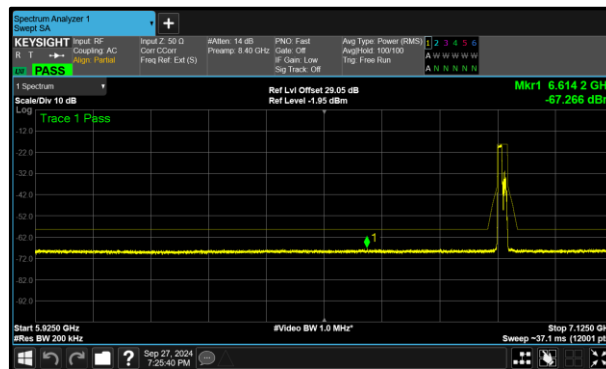 Spectrum Analyzer 1
Swept SA
+
KEYSIGHT
R T
PASS
Input: RF
Coupling: AC
Align: Partial
Input Z: 50 Ω
Corr CCorr
Freq Ref: Ext (S)
#Atten: 14 dB
Preamp: 8.40 GHz
PNO: Fast
Gate: Off
IF Gain: Low
Sig Track: Off
Avg Type: Power (RMS)
Avg|Hold: 100/100
Trig: Free Run
1 2 3 4 5 6
A W W W W W
A N N N N N
1 Spectrum
Scale/Div 10 dB
Ref Lvl Offset 29.05 dB
Ref Level -1.95 dBm
Mkr1 6.614 2 GH
-67.266 dBm
Log
Trace 1 Pass
-12.0
-22.0
-32.0
-42.0
-52.0
-62.0
-72.0
-82.0
-92.0
1
Start 5.9250 GHz
#Res BW 200 kHz
#Video BW 1.0 MHz*
Stop 7.1250 GHz
Sweep ~37.1 ms (12001 pt
?
Sep 27, 2024
7:25:40 PM